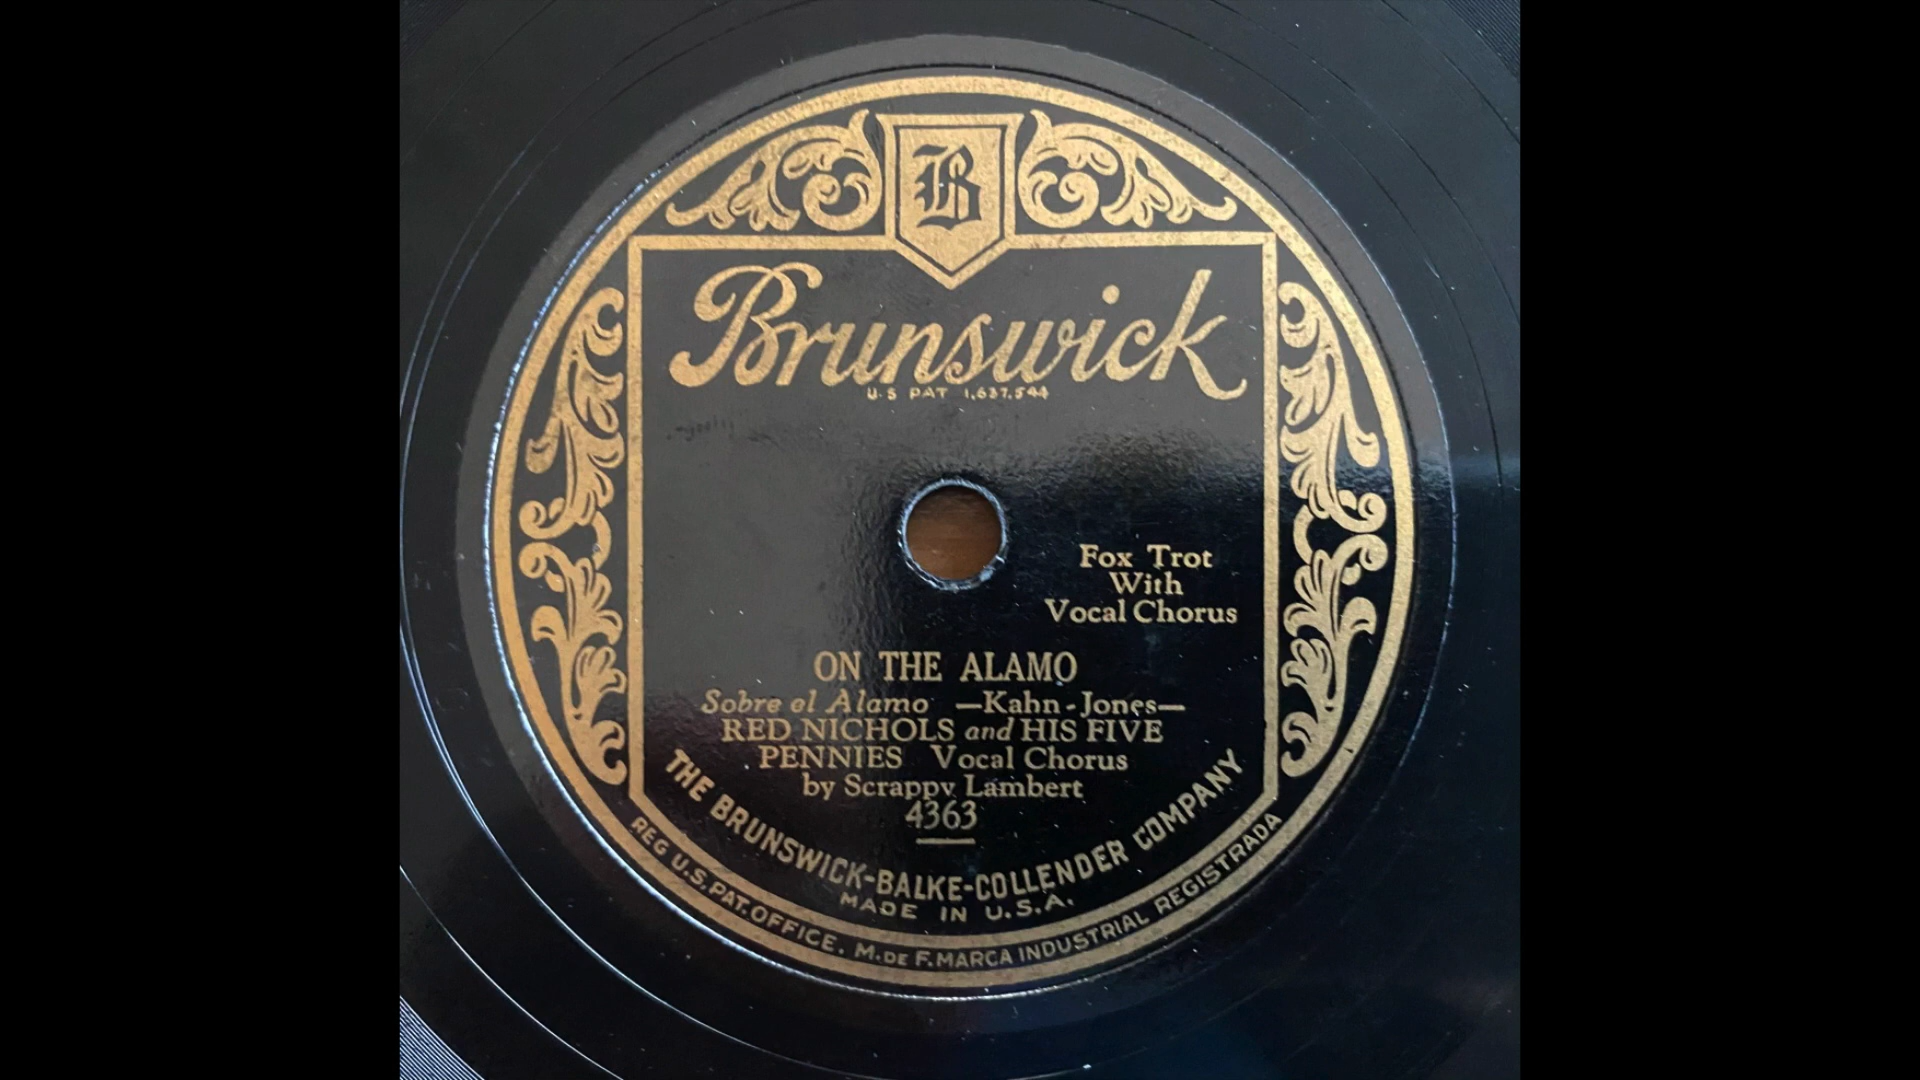 B
Brunswick
U.S PAT 1,637,544
Fox Trot
With
Vocal Chorus
ON THE ALAMO
Sobre el Alamo —Kahn-Jones—
RED NICHOLS and HIS FIVE
PENNIES Vocal Chorus
by Scrappy Lambert
4363
THE BRUNSWICK-BALKE-COLLENDER COMPANY
MADE IN U.S.A.
REG U.S. PAT. OFFICE. M. DE F. MARCA INDUSTRIAL REGISTRADA